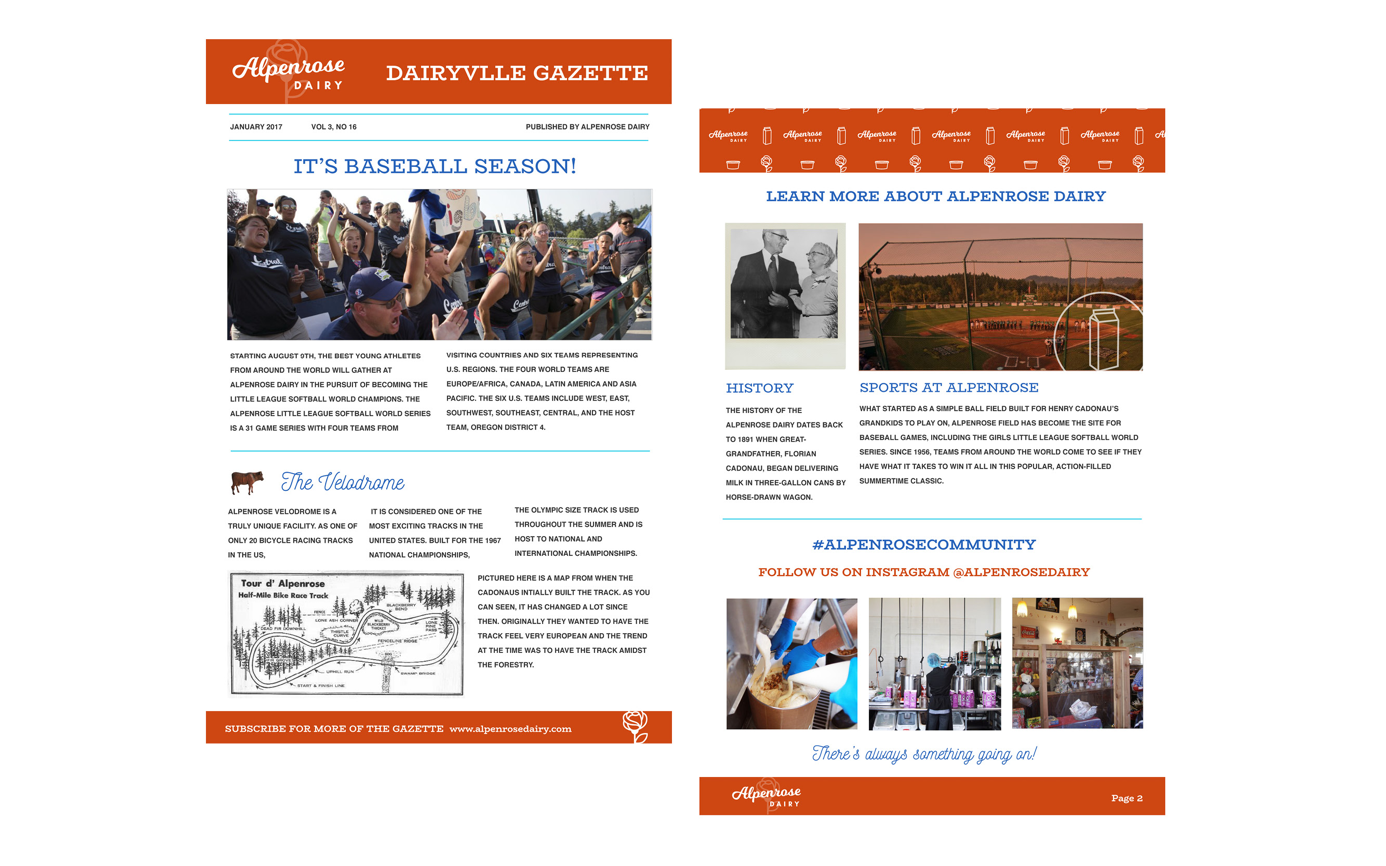 Alpenrose
DAIRY
DAIRYVLLE GAZETTE
JANUARY 2017 VOL 3, NO 16 PUBLISHED BY ALPENROSE DAIRY
IT'S BASEBALL SEASON!
STARTING AUGUST 9TH, THE BEST YOUNG ATHLETES
FROM AROUND THE WORLD WILL GATHER AT
ALPENROSE DAIRY IN THE PURSUIT OF BECOMING THE
LITTLE LEAGUE SOFTBALL WORLD CHAMPIONS. THE
ALPENROSE LITTLE LEAGUE SOFTBALL WORLD SERIES
IS A 31 GAME SERIES WITH FOUR TEAMS FROM
VISITING COUNTRIES AND SIX TEAMS REPRESENTING
U.S. REGIONS. THE FOUR WORLD TEAMS ARE
EUROPE/AFRICA, CANADA, LATIN AMERICA AND ASIA
PACIFIC. THE SIX U.S. TEAMS INCLUDE WEST, EAST,
SOUTHWEST, SOUTHEAST, CENTRAL, AND THE HOST
TEAM, OREGON DISTRICT 4.
The Velodrome
ALPENROSE VELODROME IS A
TRULY UNIQUE FACILITY. AS ONE OF
ONLY 20 BICYCLE RACING TRACKS
IN THE US,
IT IS CONSIDERED ONE OF THE
MOST EXCITING TRACKS IN THE
UNITED STATES. BUILT FOR THE 1967
NATIONAL CHAMPIONSHIPS,
THE OLYMPIC SIZE TRACK IS USED
THROUGHOUT THE SUMMER AND IS
HOST TO NATIONAL AND
INTERNATIONAL CHAMPIONSHIPS.
Tour d' Alpenrose
Half-Mile Bike Race Track
BLACKBERRY
BEND
LONE ASH CORNER
THISTLE
CURVE
WILD
BLACKBERRY
THICKET
LONE
PINE
PASS
FENCELINE RIDGE
UPHILL RUN
SWAMP BRIDGE
START & FINISH LINE
PICTURED HERE IS A MAP FROM WHEN THE
CADONAUS INTIALLY BUILT THE TRACK. AS YOU
CAN SEEN, IT HAS CHANGED A LOT SINCE
THEN. ORIGINALLY THEY WANTED TO HAVE THE
TRACK FEEL VERY EUROPEAN AND THE TREND
AT THE TIME WAS TO HAVE THE TRACK AMIDST
THE FORESTRY.
SUBSCRIBE FOR MORE OF THE GAZETTE www.alpenrosedairy.com
Alpenrose Alpenrose Alpenrose Alpenrose Alpenrose Alpenrose
DAIRY DAIRY DAIRY DAIRY DAIRY DAIRY
LEARN MORE ABOUT ALPENROSE DAIRY
HISTORY
THE HISTORY OF THE
ALPENROSE DAIRY DATES BACK
TO 1891 WHEN GREAT-
GRANDFATHER, FLORIAN
CADONAU, BEGAN DELIVERING
MILK IN THREE-GALLON CANS BY
HORSE-DRAWN WAGON.
SPORTS AT ALPENROSE
WHAT STARTED AS A SIMPLE BALL FIELD BUILT FOR HENRY CADONAU'S
GRANDKIDS TO PLAY ON, ALPENROSE FIELD HAS BECOME THE SITE FOR
BASEBALL GAMES, INCLUDING THE GIRLS LITTLE LEAGUE SOFTBALL WORLD
SERIES. SINCE 1956, TEAMS FROM AROUND THE WORLD COME TO SEE IF THEY
HAVE WHAT IT TAKES TO WIN IT ALL IN THIS POPULAR, ACTION-FILLED
SUMMERTIME CLASSIC.
#ALPENROSECOMMUNITY
FOLLOW US ON INSTAGRAM @ALPENROSEDAIRY
There's always something going on!
Alpenrose
DAIRY
Page 2